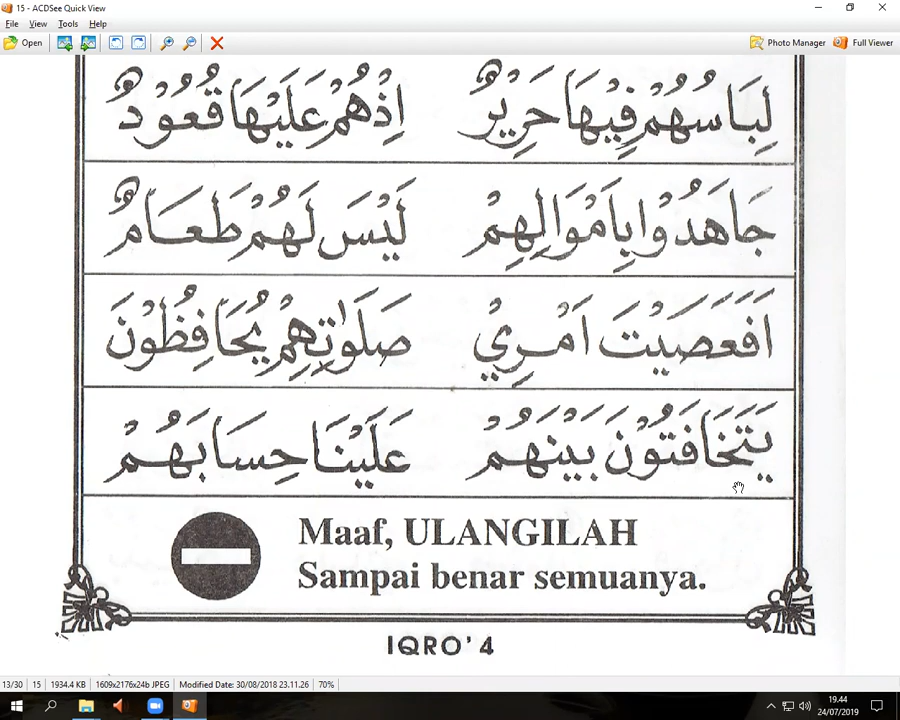 15 - ACDSee Quick View
File View Tools Help
Open Photo Manager Full Viewer
لِبَاسُهُمْ فِيْهَا حَرِيْرٌ اِذْهُمْ عَلَيْهَا قُعُوْدٌ
جَاهَدُوْا بِاَمْوَالِهِمْ لَيْسَ لَهُمْ طَعَامٌ
اَفَعَصَيْتَ اَمْرِيْ صَلَوٰتِهِمْ يُحَافِظُوْنَ
يَتَخَافَتُوْنَ بَيْنَهُمْ عَلَيْنَا حِسَابَهُمْ
Maaf, ULANGILAH
Sampai benar semuanya.
IQRO' 4
13/30 15 1934.4 KB 1609x2176x24b JPEG Modified Date: 30/08/2018 23.11.26 70%
19.44
24/07/2019